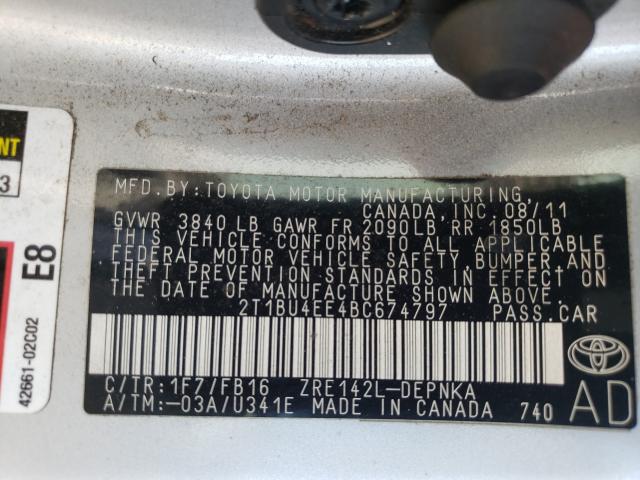 MFD. BY: TOYOTA MOTOR MANUFACTURING,
CANADA, INC. 08/11
GVWR 3840 LB GAWR FR 2090LB RR 1850LB
THIS VEHICLE CONFORMS TO ALL APPLICABLE
FEDERAL MOTOR VEHICLE SAFETY, BUMPER, AND
THEFT PREVENTION STANDARDS IN EFFECT ON
THE DATE OF MANUFACTURE SHOWN ABOVE.
2T1BU4EE4BC674797 PASS.CAR
C/TR: 1F7/FB16 ZRE142L-DEPNKA
A/TM: -03A/U341E MADE IN CANADA 740
AD
3
E8
42661-02C02